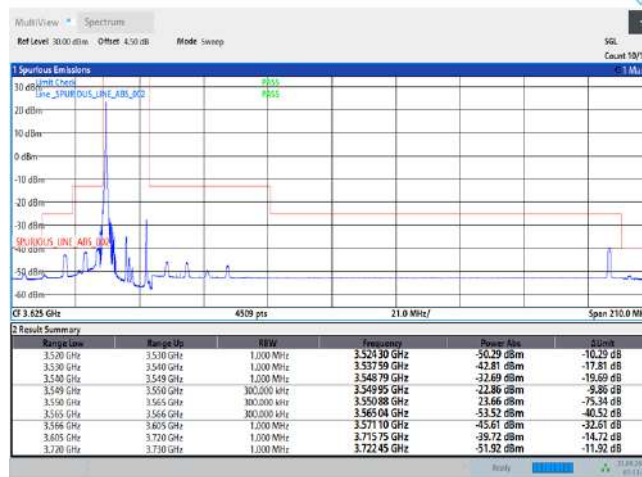 MultiView Spectrum
Ref Level 30.00 dBm Offset 4.50 dB Mode Sweep SGL
Count 10/1
1 Spurious Emissions 1 Ma
30 dBm Limit Check PASS
Line _SPURIOUS_LINE_ABS_002 PASS
20 dBm
10 dBm
0 dBm
-10 dBm
-20 dBm
-30 dBm
SPURIOUS_LINE_ABS_002
-40 dBm
-50 dBm
-60 dBm
CF 3.625 GHz 4509 pts 21.0 MHz/ Span 210.0 M
2 Result Summary
Range Low Range Up RBW Frequency Power Abs ΔLimit
3.520 GHz 3.530 GHz 1.000 MHz 3.52430 GHz -50.29 dBm -10.29 dB
3.530 GHz 3.540 GHz 1.000 MHz 3.53759 GHz -42.81 dBm -17.81 dB
3.540 GHz 3.549 GHz 1.000 MHz 3.54879 GHz -32.69 dBm -19.69 dB
3.549 GHz 3.550 GHz 300.000 kHz 3.54995 GHz -22.86 dBm -9.86 dB
3.550 GHz 3.565 GHz 300.000 kHz 3.55088 GHz 23.66 dBm -75.34 dB
3.565 GHz 3.566 GHz 300.000 kHz 3.56504 GHz -53.52 dBm -40.52 dB
3.566 GHz 3.605 GHz 1.000 MHz 3.57110 GHz -45.61 dBm -32.61 dB
3.605 GHz 3.720 GHz 1.000 MHz 3.71575 GHz -39.72 dBm -14.72 dB
3.720 GHz 3.730 GHz 1.000 MHz 3.72245 GHz -51.92 dBm -11.92 dB
Ready